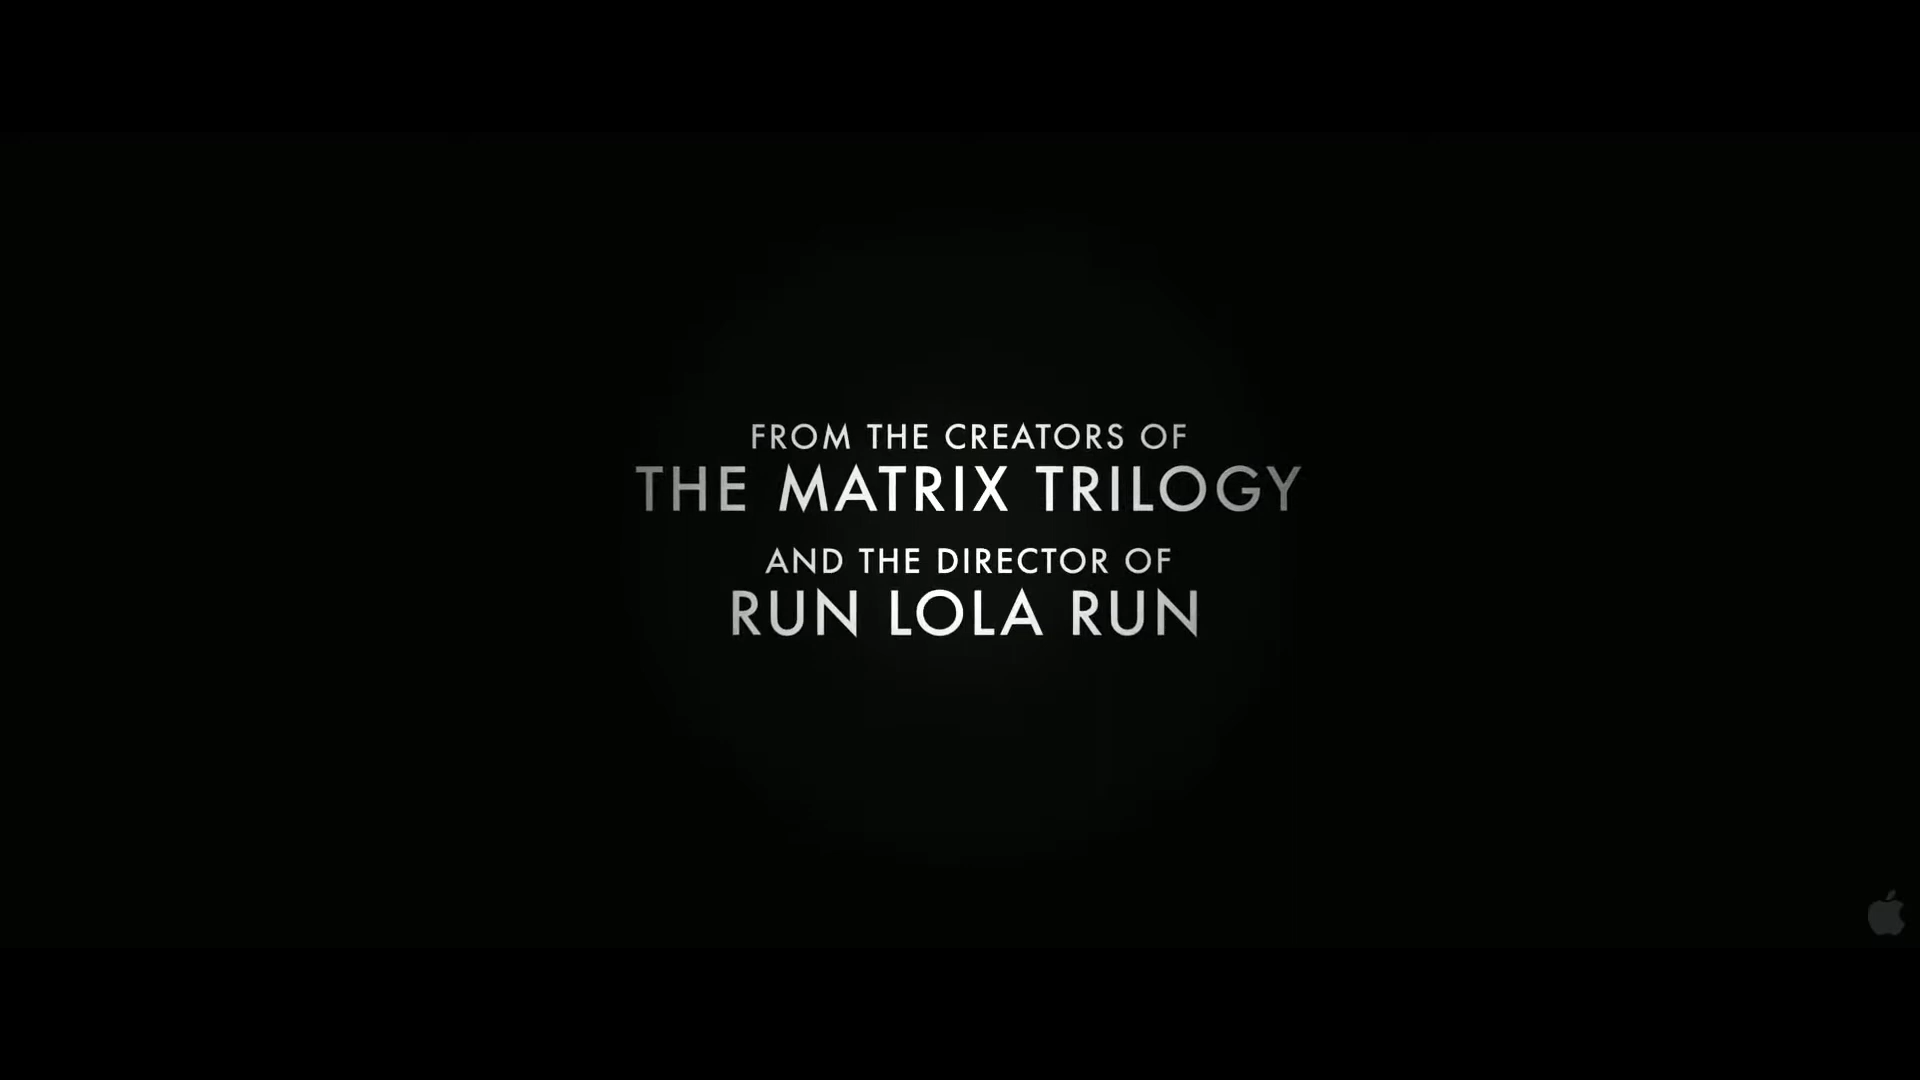 FROM THE CREATORS OF
THE MATRIX TRILOGY
AND THE DIRECTOR OF
RUN LOLA RUN